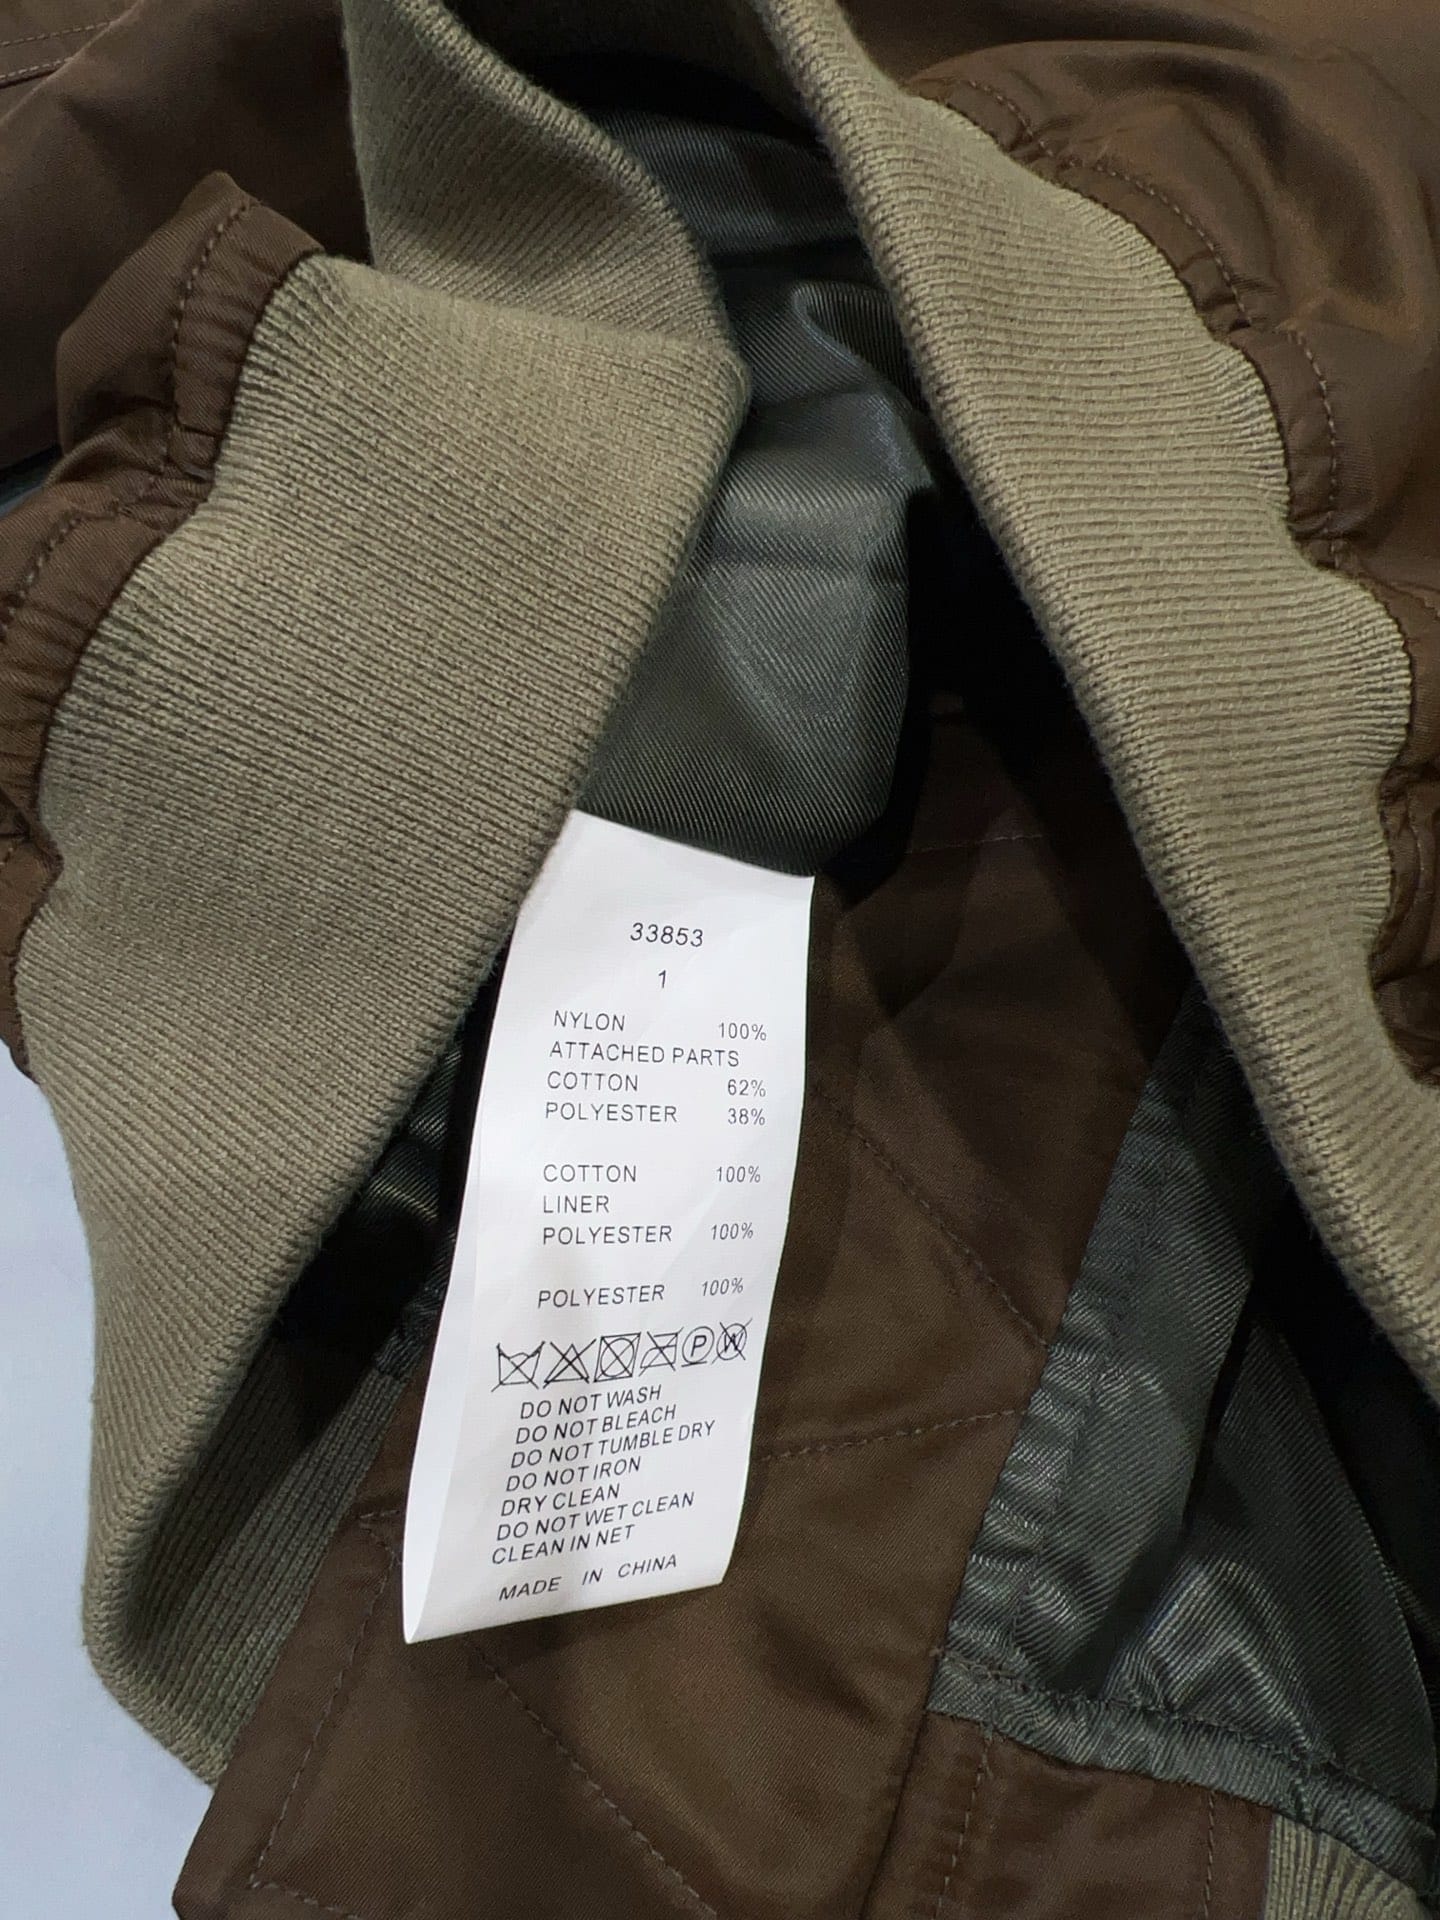 33853
1
NYLON 100%
ATTACHED PARTS
COTTON 62%
POLYESTER 38%
COTTON 100%
LINER
POLYESTER 100%
POLYESTER 100%
P W
DO NOT WASH
DO NOT BLEACH
DO NOT TUMBLE DRY
DO NOT IRON
DRY CLEAN
DO NOT WET CLEAN
CLEAN IN NET
MADE IN CHINA